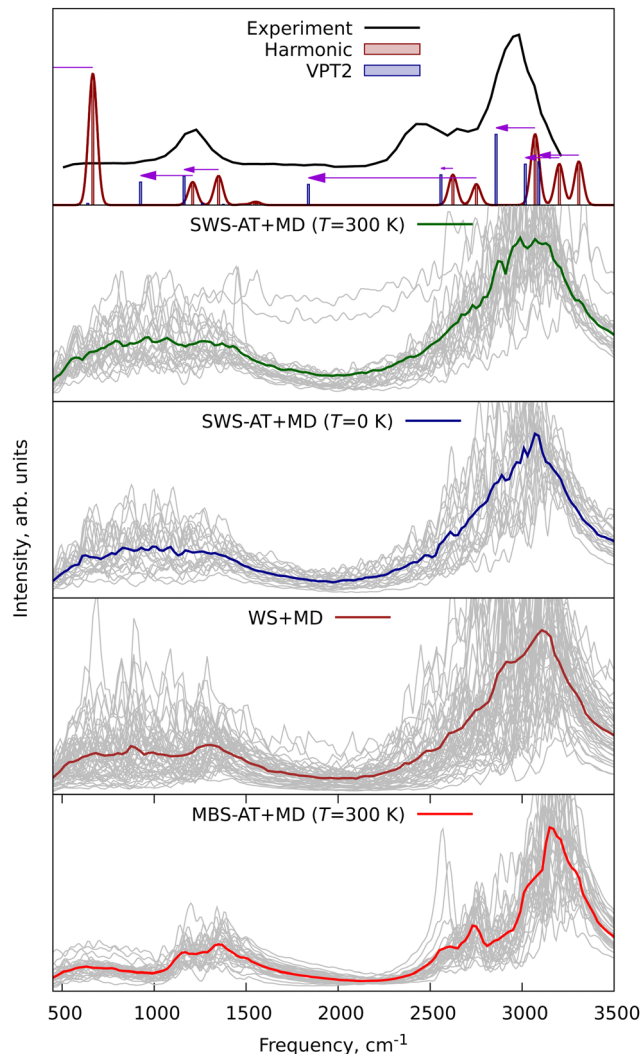 Experiment
Harmonic
VPT2
SWS-AT+MD (T=300 K)
SWS-AT+MD (T=0 K)
Intensity, arb. units
WS+MD
MBS-AT+MD (T=300 K)
500 1000 1500 2000 2500 3000 3500
Frequency, cm-1